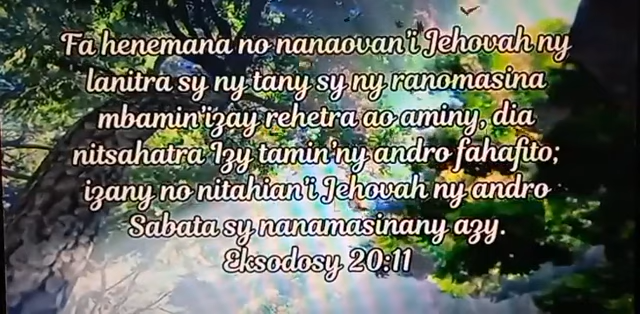 Fa henemana no nanaovan'i Jehovah ny
lanitra sy ny tany sy ny ranomasina
mbamin'izay rehetra ao aminy, dia
nitsahatra Izy tamin'ny andro fahafito;
izany no nitahian'i Jehovah ny andro
Sabata sy nanamasinany azy.
Eksodosy 20:11